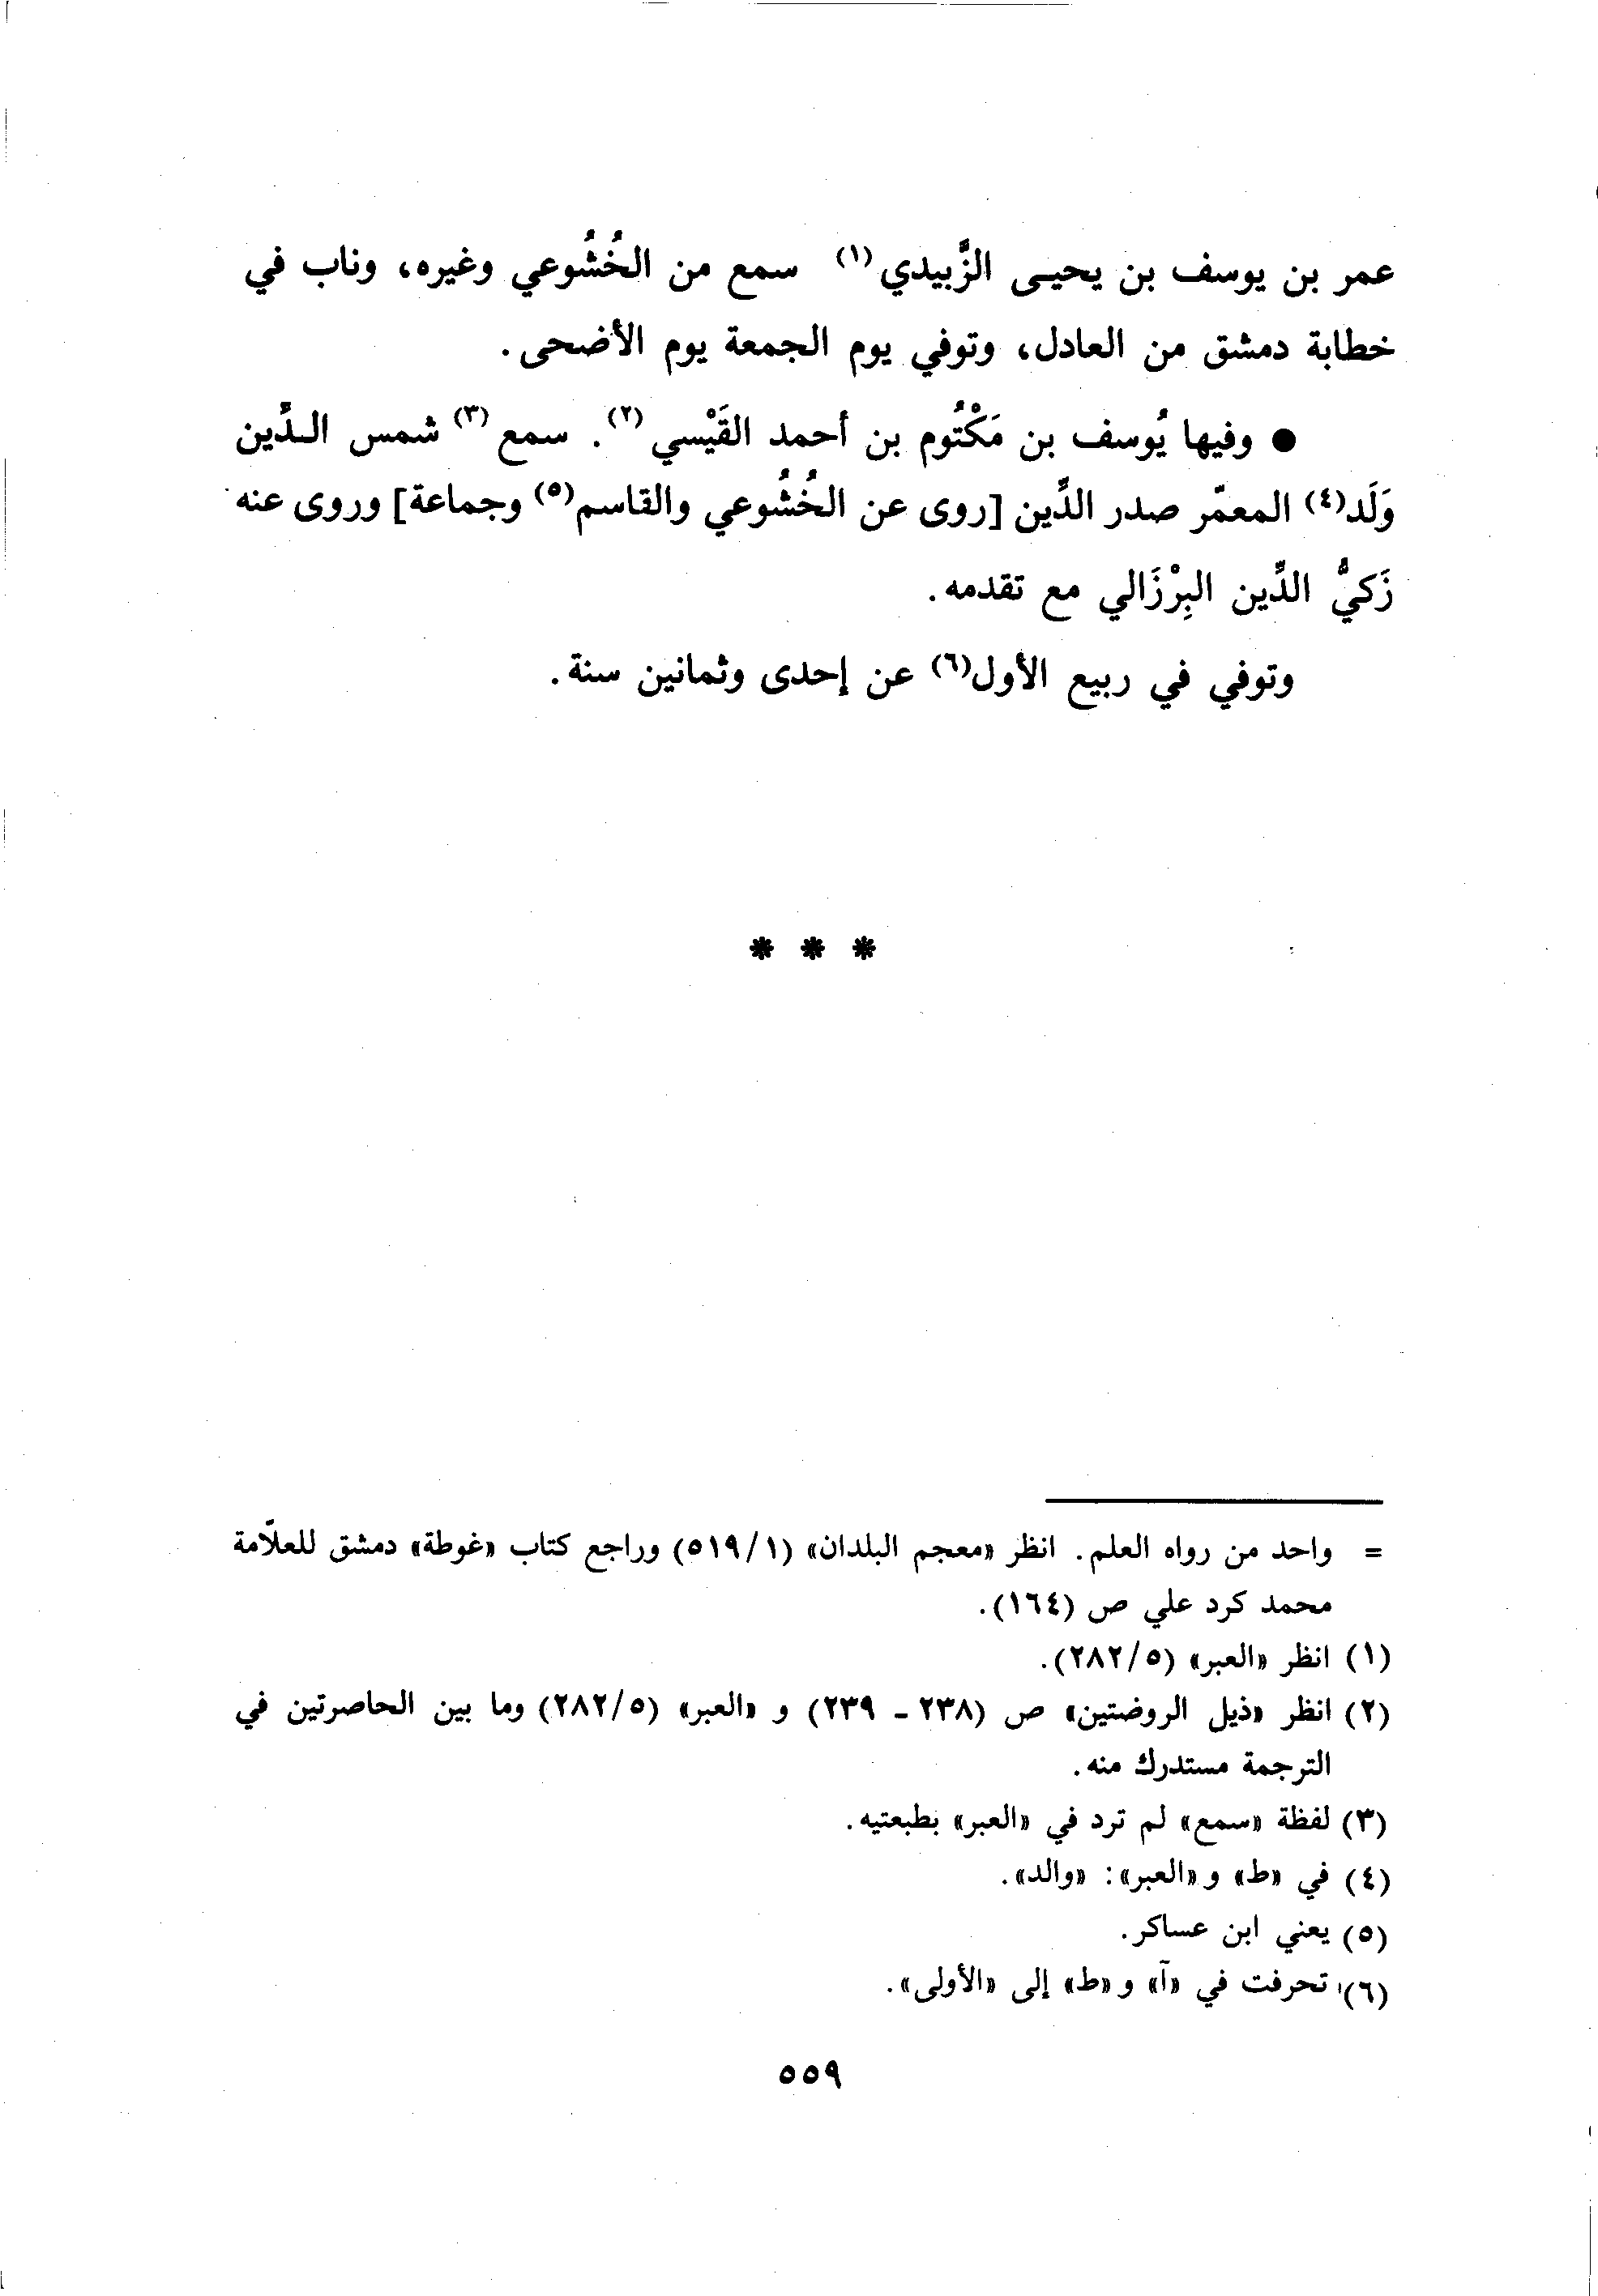 عمر بن يوسف بن يحيى الزَّبيدي(١) سمع من الخُشُوعي وغيره، وناب في
خطابة دمشق من العادل، وتوفي يوم الجمعة يوم الأضحى.
● وفيها يُوسف بن مَكْتُوم بن أحمد القَيْسي(٢). سمع(٣) شمس الدِّين
وَلَد(٤) المعمّر صدر الدِّين [روى عن الخُشُوعي والقاسم(٥) وجماعة] وروى عنه
زَكيُّ الدِّين البِرْزَالي مع تقدمه.
وتوفي في ربيع الأول(٦) عن إحدى وثمانين سنة.
* * *
= واحد من رواه العلم. انظر «معجم البلدان» (٥١٩/١) وراجع كتاب «غوطة» دمشق للعلّامة
محمد كرد علي ص (١٦٤).
(١) انظر «العبر» (٢٨٢/٥).
(٢) انظر «ذيل الروضتين» ص (٢٣٨ - ٢٣٩) و «العبر» (٢٨٢/٥) وما بين الحاصرتين في
الترجمة مستدرك منه.
(٣) لفظة «سمع» لم ترد في «العبر» بطبعتيه.
(٤) في «ط» و«العبر»: «والد».
(٥) يعني ابن عساكر.
(٦) تحرفت في «آ» و«ط» إلى «الأولى».
٥٥٩